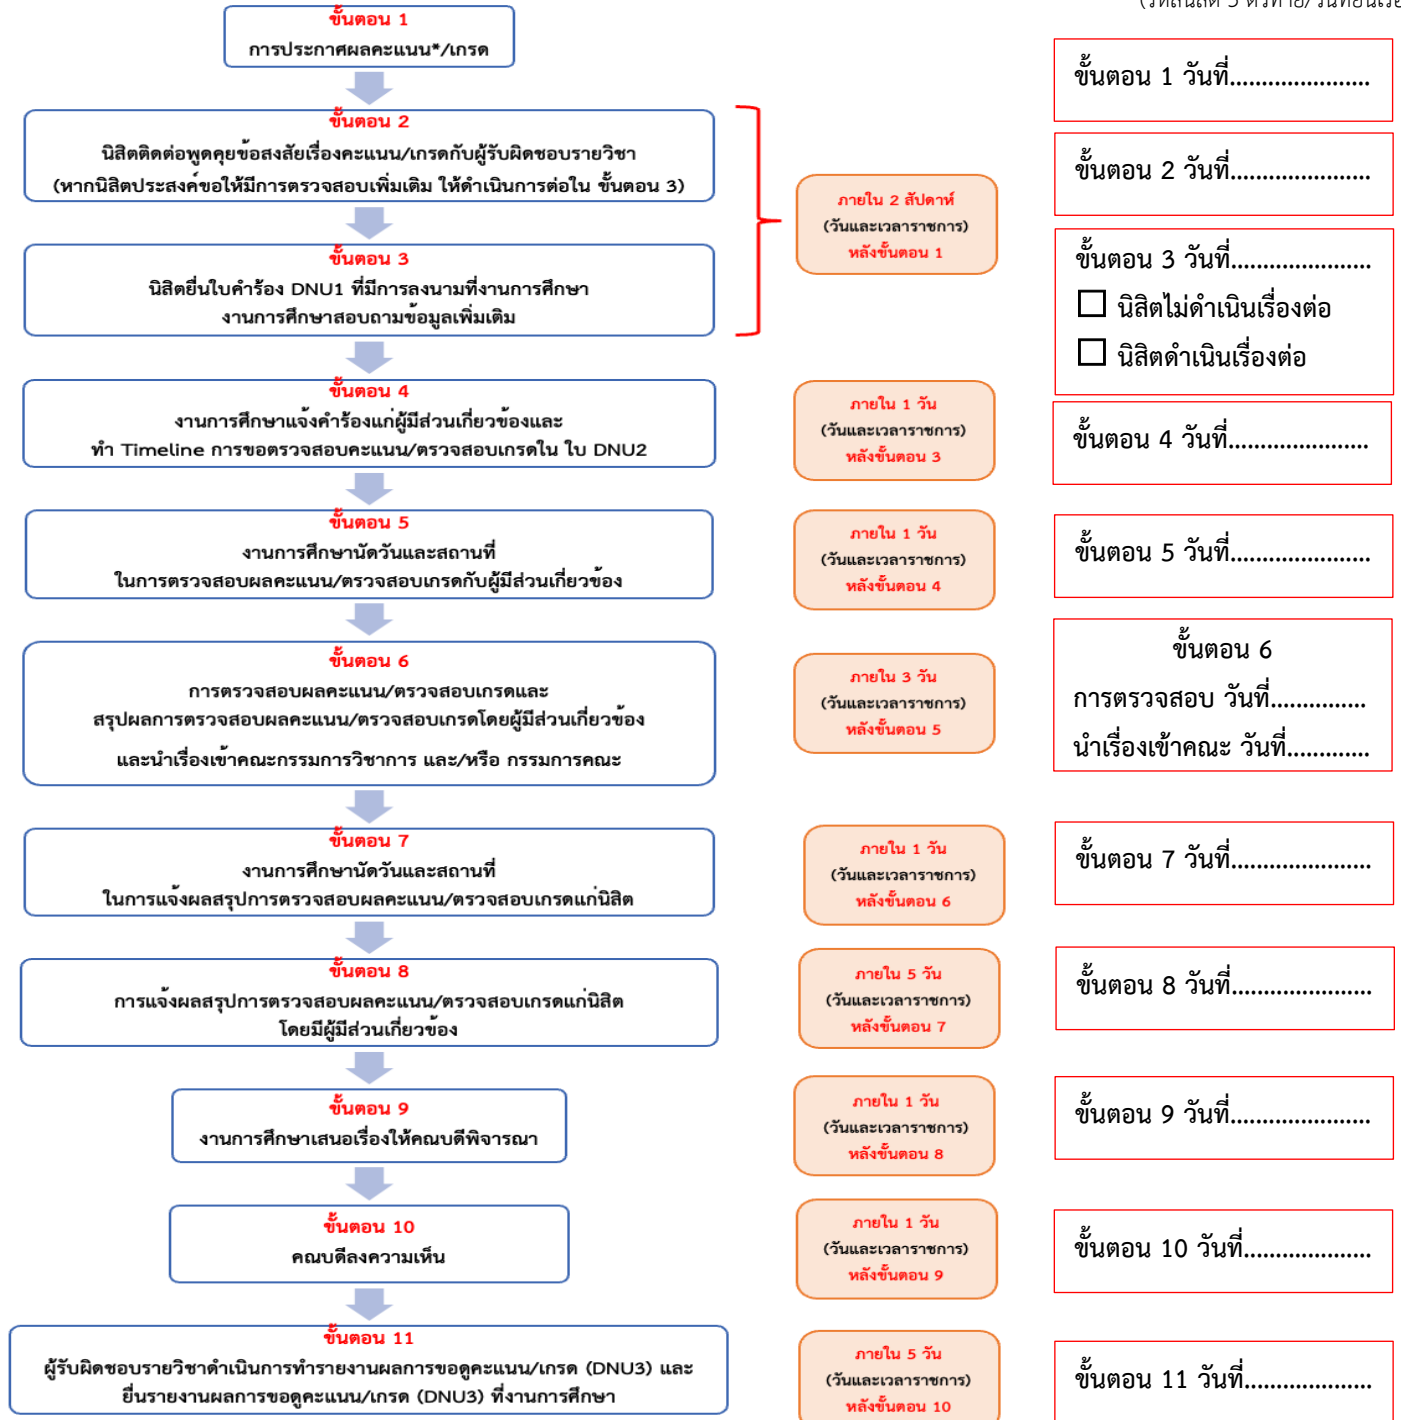 (รหัสนิสิต 3 ตัวท้าย/วันที่ยื่นเรื่
ขั้นตอน 1
การประกาศผลคะแนน*/เกรด
ขั้นตอน 1 วันที่......................
ขั้นตอน 2
นิสิตติดต่อพูดคุยข้อสงสัยเรื่องคะแนน/เกรดกับผู้รับผิดชอบรายวิชา
(หากนิสิตประสงค์ขอให้มีการตรวจสอบเพิ่มเติม ให้ดำเนินการต่อใน ขั้นตอน 3)
ขั้นตอน 2 วันที่......................
ภายใน 2 สัปดาห์
(วันและเวลาราชการ)
หลังขั้นตอน 1
ขั้นตอน 3
นิสิตยื่นใบคำร้อง DNU1 ที่มีการลงนามที่งานการศึกษา
งานการศึกษาสอบถามข้อมูลเพิ่มเติม
ขั้นตอน 3 วันที่......................
นิสิตไม่ดำเนินเรื่องต่อ
นิสิตดำเนินเรื่องต่อ
ขั้นตอน 4
งานการศึกษาแจ้งคำร้องแก่ผู้มีส่วนเกี่ยวข้องและ
ทำ Timeline การขอตรวจสอบคะแนน/ตรวจสอบเกรดใน ใบ DNU2
ภายใน 1 วัน
(วันและเวลาราชการ)
หลังขั้นตอน 3
ขั้นตอน 4 วันที่......................
ขั้นตอน 5
งานการศึกษานัดวันและสถานที่
ในการตรวจสอบผลคะแนน/ตรวจสอบเกรดกับผู้มีส่วนเกี่ยวข้อง
ภายใน 1 วัน
(วันและเวลาราชการ)
หลังขั้นตอน 4
ขั้นตอน 5 วันที่......................
ขั้นตอน 6
การตรวจสอบผลคะแนน/ตรวจสอบเกรดและ
สรุปผลการตรวจสอบผลคะแนน/ตรวจสอบเกรดโดยผู้มีส่วนเกี่ยวข้อง
และนำเรื่องเข้าคณะกรรมการวิชาการ และ/หรือ กรรมการคณะ
ภายใน 3 วัน
(วันและเวลาราชการ)
หลังขั้นตอน 5
ขั้นตอน 6
การตรวจสอบ วันที่...............
นำเรื่องเข้าคณะ วันที่.............
ขั้นตอน 7
งานการศึกษานัดวันและสถานที่
ในการแจ้งผลสรุปการตรวจสอบผลคะแนน/ตรวจสอบเกรดแก่นิสิต
ภายใน 1 วัน
(วันและเวลาราชการ)
หลังขั้นตอน 6
ขั้นตอน 7 วันที่......................
ขั้นตอน 8
การแจ้งผลสรุปการตรวจสอบผลคะแนน/ตรวจสอบเกรดแก่นิสิต
โดยมีผู้มีส่วนเกี่ยวข้อง
ภายใน 5 วัน
(วันและเวลาราชการ)
หลังขั้นตอน 7
ขั้นตอน 8 วันที่......................
ขั้นตอน 9
งานการศึกษาเสนอเรื่องให้คณบดีพิจารณา
ภายใน 1 วัน
(วันและเวลาราชการ)
หลังขั้นตอน 8
ขั้นตอน 9 วันที่......................
ขั้นตอน 10
คณบดีลงความเห็น
ภายใน 1 วัน
(วันและเวลาราชการ)
หลังขั้นตอน 9
ขั้นตอน 10 วันที่....................
ขั้นตอน 11
ผู้รับผิดชอบรายวิชาดำเนินการทำรายงานผลการขอดูคะแนน/เกรด (DNU3) และ
ยื่นรายงานผลการขอดูคะแนน/เกรด (DNU3) ที่งานการศึกษา
ภายใน 5 วัน
(วันและเวลาราชการ)
หลังขั้นตอน 10
ขั้นตอน 11 วันที่....................